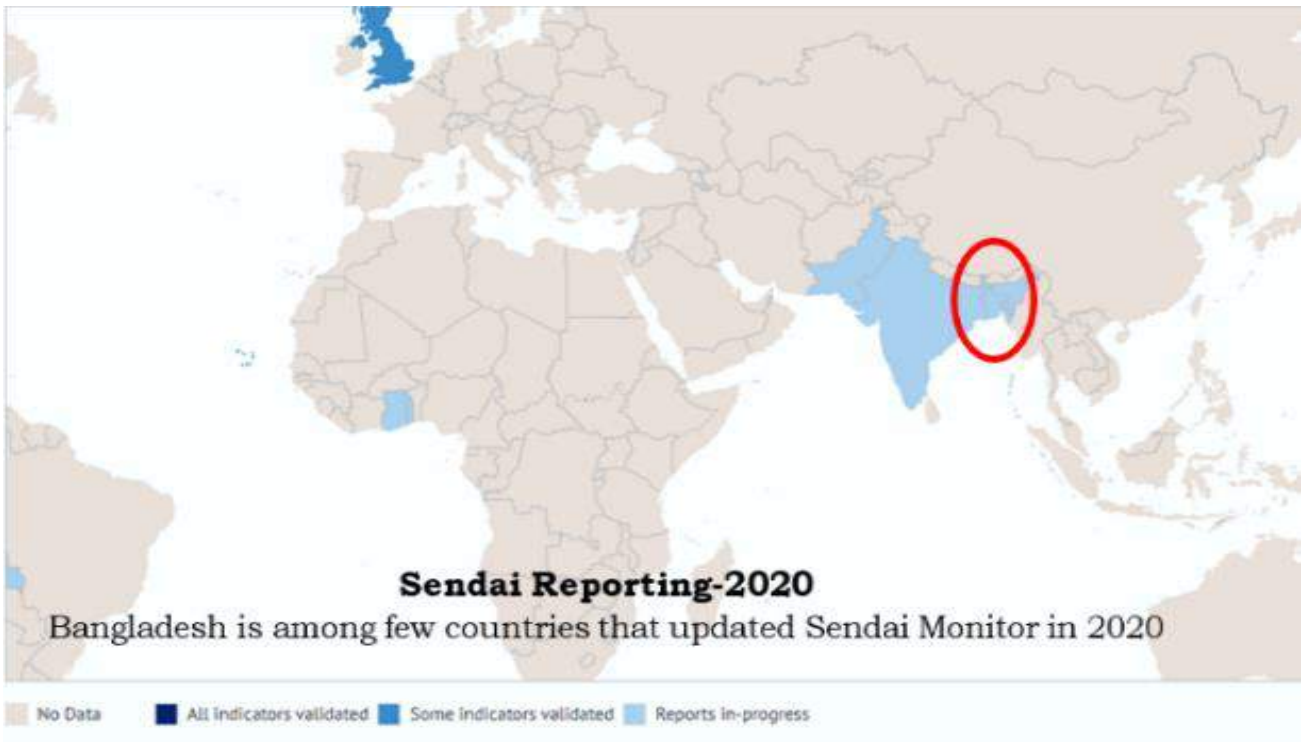 Sendai Reporting-2020
Bangladesh is among few countries that updated Sendai Monitor in 2020
No Data All indicators validated Some indicators validated Reports in-progress